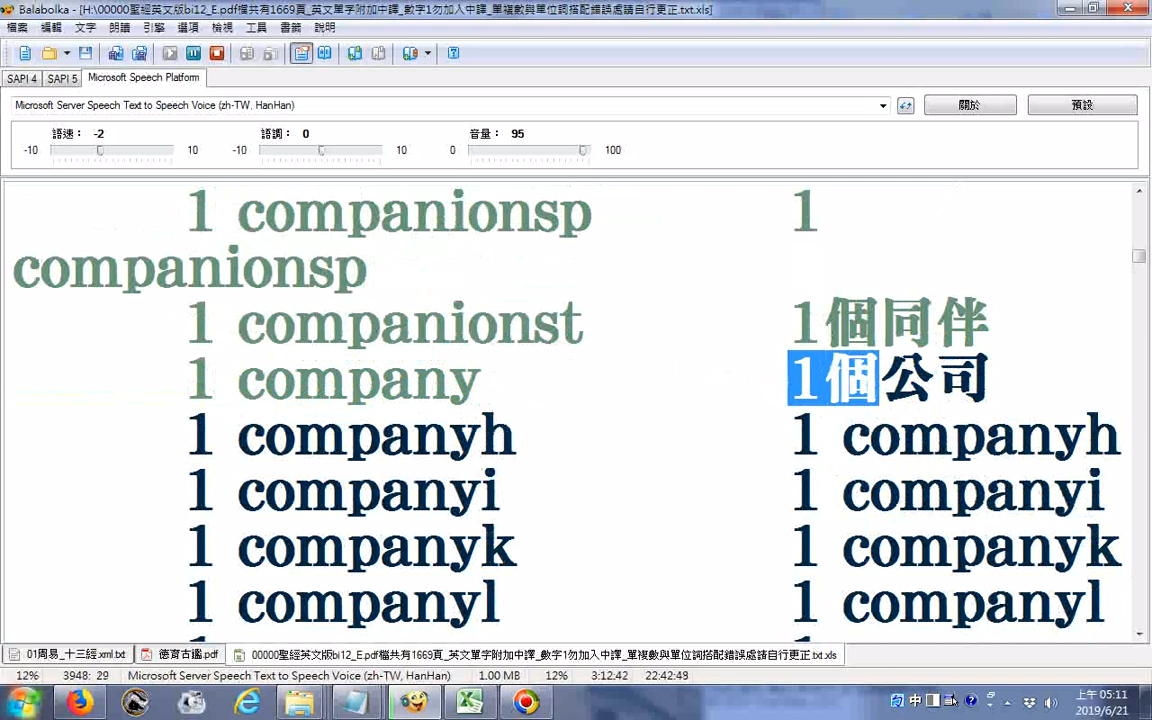 Balabolka - [H:\00000聖經英文版bi12_E.pdf檔共有1669頁_英文單字附加中譯_數字1勿加入中譯_單複數與單位詞搭配錯誤處請自行更正.txt.xls]
檔案 編輯 文字 朗讀 引擎 選項 檢視 工具 書籤 說明
SAPI 4 SAPI 5 Microsoft Speech Platform
Microsoft Server Speech Text to Speech Voice (zh-TW, HanHan) 關於 預設
語速： -2 語調： 0 音量： 95
-10 10 -10 10 0 100
1 companionsp 1
companionsp
1 companionst 1個同伴
1 company 1個公司
1 companyh 1 companyh
1 companyi 1 companyi
1 companyk 1 companyk
1 companyl 1 companyl
01周易_十三經.xml.txt 德育古鑑.pdf 00000聖經英文版bi12_E.pdf檔共有1669頁_英文單字附加中譯_數字1勿加入中譯_單複數與單位詞搭配錯誤處請自行更正.txt.xls
12% 3948: 29 Microsoft Server Speech Text to Speech Voice (zh-TW, HanHan) 1.00 MB 12% 3:12:42 22:42:49
中 上午 05:11
2019/6/21